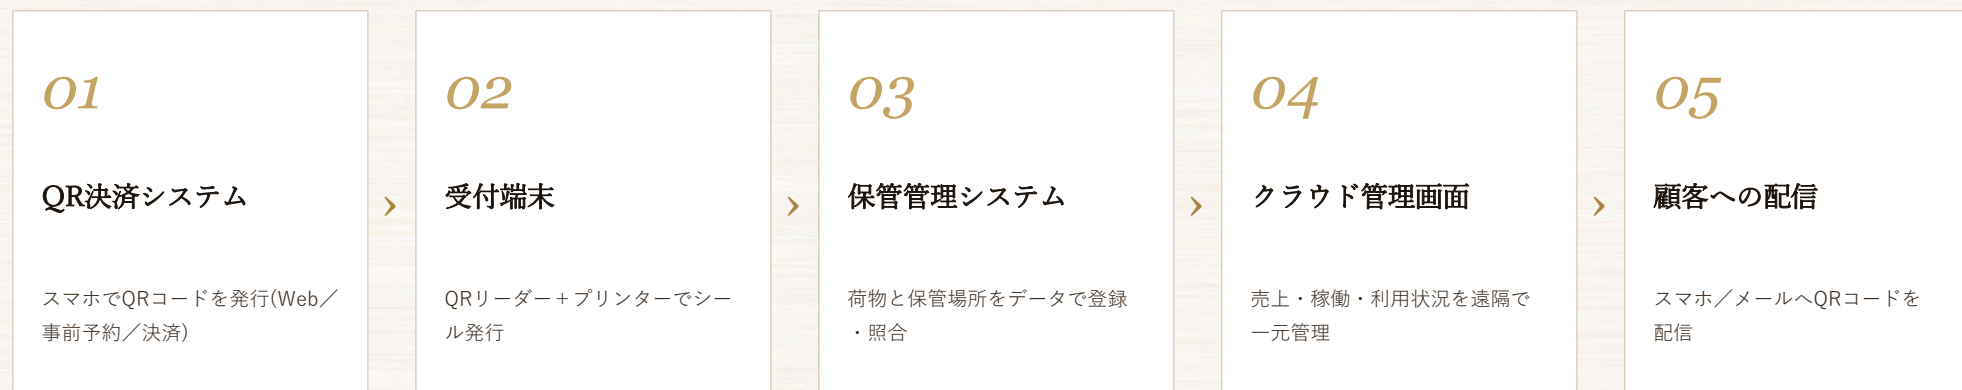 01
QR決済システム
スマホでQRコードを発行(Web／
事前予約／決済)
›
02
受付端末
QRリーダー＋プリンターでシー
ル発行
›
03
保管管理システム
荷物と保管場所をデータで登録
・照合
›
04
クラウド管理画面
売上・稼働・利用状況を遠隔で
一元管理
›
05
顧客への配信
スマホ／メールへQRコードを
配信